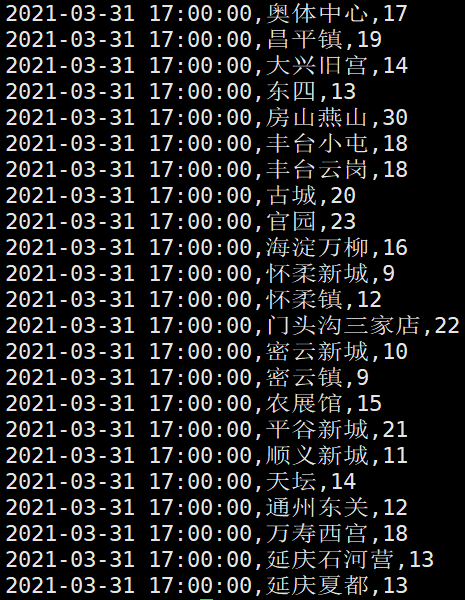 2021-03-31 17:00:00,奥体中心,17
2021-03-31 17:00:00,昌平镇,19
2021-03-31 17:00:00,大兴旧宫,14
2021-03-31 17:00:00,东四,13
2021-03-31 17:00:00,房山燕山,30
2021-03-31 17:00:00,丰台小屯,18
2021-03-31 17:00:00,丰台云岗,18
2021-03-31 17:00:00,古城,20
2021-03-31 17:00:00,官园,23
2021-03-31 17:00:00,海淀万柳,16
2021-03-31 17:00:00,怀柔新城,9
2021-03-31 17:00:00,怀柔镇,12
2021-03-31 17:00:00,门头沟三家店,22
2021-03-31 17:00:00,密云新城,10
2021-03-31 17:00:00,密云镇,9
2021-03-31 17:00:00,农展馆,15
2021-03-31 17:00:00,平谷新城,21
2021-03-31 17:00:00,顺义新城,11
2021-03-31 17:00:00,天坛,14
2021-03-31 17:00:00,通州东关,12
2021-03-31 17:00:00,万寿西宫,18
2021-03-31 17:00:00,延庆石河营,13
2021-03-31 17:00:00,延庆夏都,13